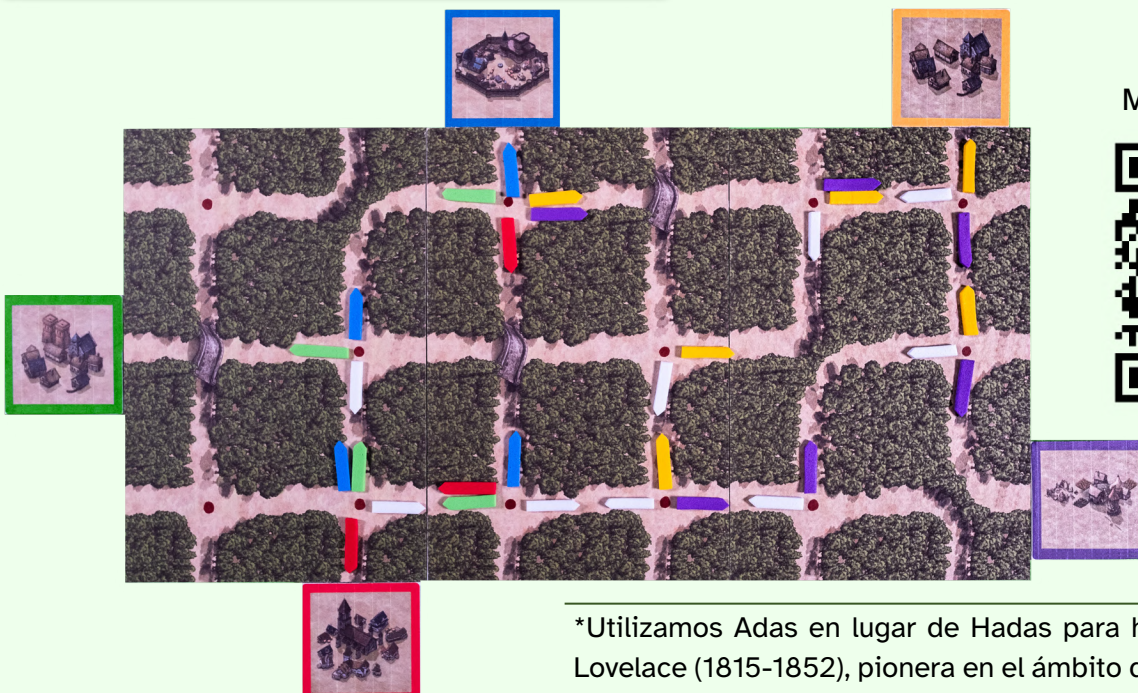 M
*Utilizamos Adas en lugar de Hadas para h
Lovelace (1815-1852), pionera en el ámbito d